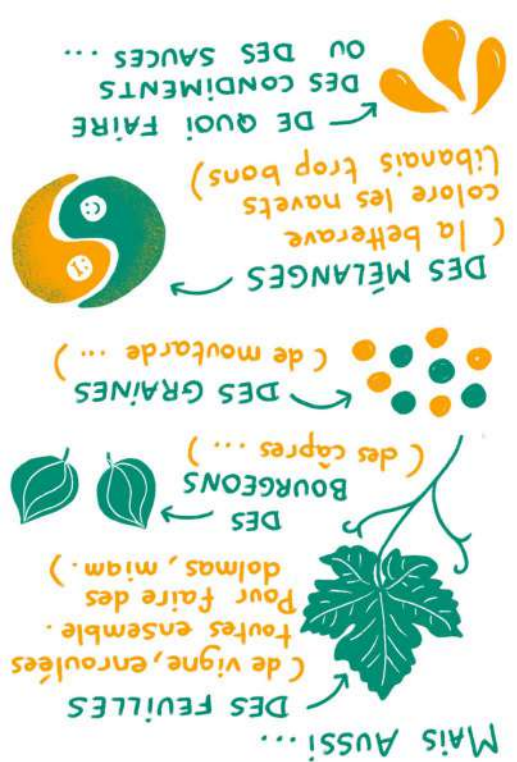 MAIS AUSSI ...
DES FEUILLES
( de vigne, enroulées
toutes ensemble.
Pour faire des
dolmas, miam. )
DES
BOURGEONS
( des câpres ... )
DES GRAINES
( de moutarde ... )
DES MÉLANGES
( la betterave
colore les navets
libanais trop bons )
DE QUOI FAIRE
DES CONDIMENTS
OU DES SAUCES ...